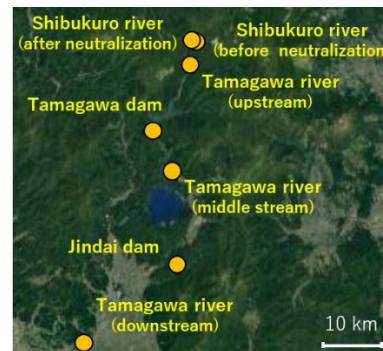 Shibukuro river
(after neutralization)
Shibukuro river
(before neutralization)
Tamagawa river
(upstream)
Tamagawa dam
Tamagawa river
(middle stream)
Jindai dam
Tamagawa river
(downstream)
10 km